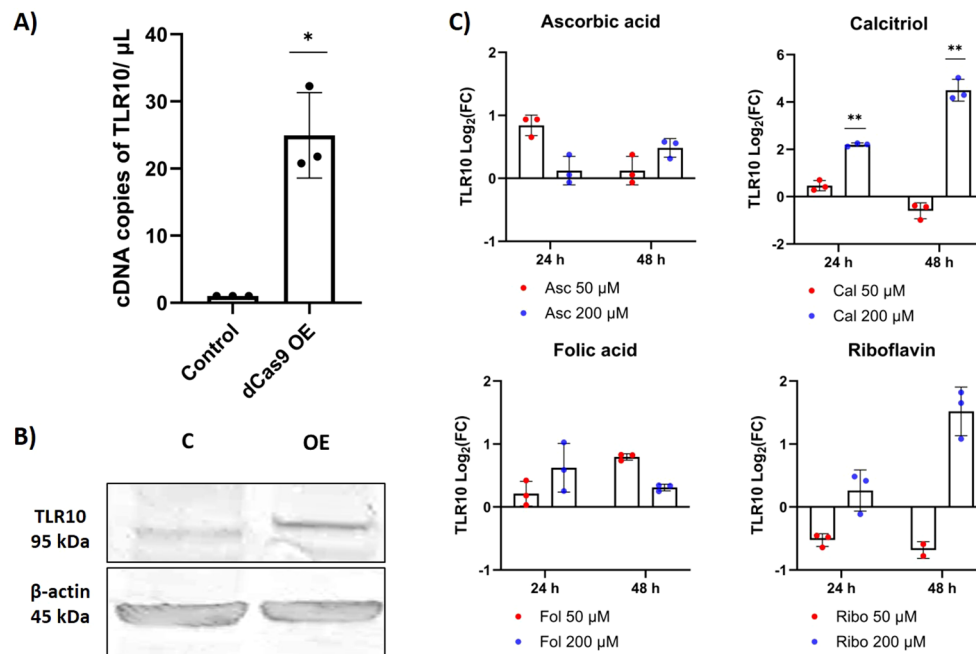 A)
cDNA copies of TLR10/ µL
40
30
20
10
0
*
Control
dCas9 OE
B)
C
OE
TLR10
95 kDa
β-actin
45 kDa
C)
Ascorbic acid
TLR10 Log2(FC)
2
1
0
-1
24 h
48 h
Asc 50 µM
Asc 200 µM
Calcitriol
TLR10 Log2(FC)
6
4
2
0
-2
**
**
24 h
48 h
Cal 50 µM
Cal 200 µM
Folic acid
TLR10 Log2(FC)
2
1
0
-1
24 h
48 h
Fol 50 µM
Fol 200 µM
Riboflavin
TLR10 Log2(FC)
2
1
0
-1
24 h
48 h
Ribo 50 µM
Ribo 200 µM